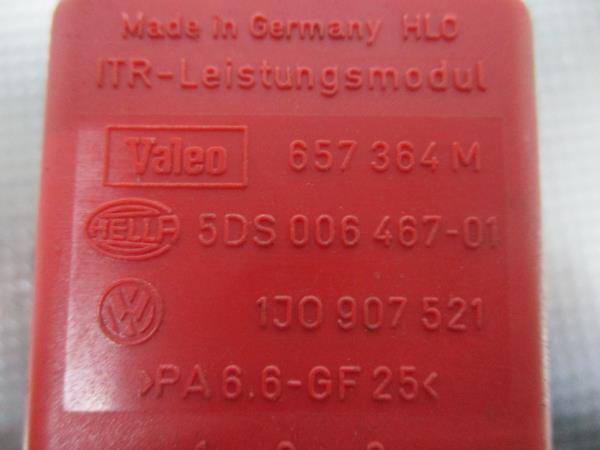 Made in Germany HLO
ITR-Leistungsmodul
Valeo 657 364 M
HELLA 5DS 006 467-01
VW 1J0 907 521
>PA 6.6-GF 25<